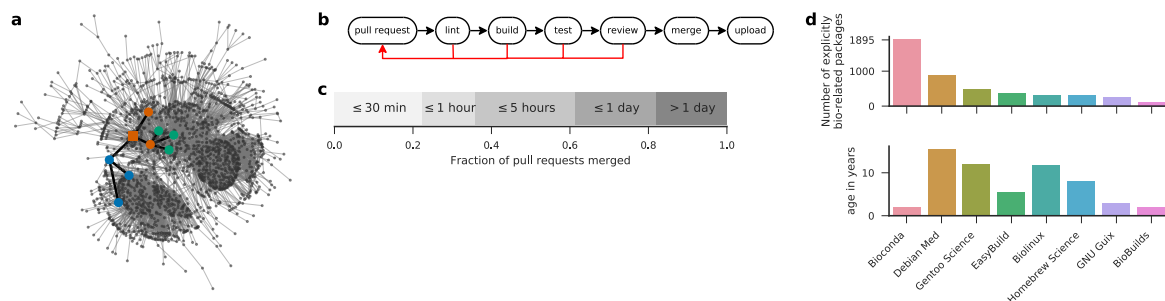 a
b
pull request
lint
build
test
review
merge
upload
c
≤ 30 min
≤ 1 hour
≤ 5 hours
≤ 1 day
> 1 day
0.0
0.2
0.4
0.6
0.8
1.0
Fraction of pull requests merged
d
Number of explicitly
bio-related packages
1895
1000
0
age in years
10
0
Bioconda
Debian Med
Gentoo Science
EasyBuild
Biolinux
Homebrew Science
GNU Guix
BioBuilds